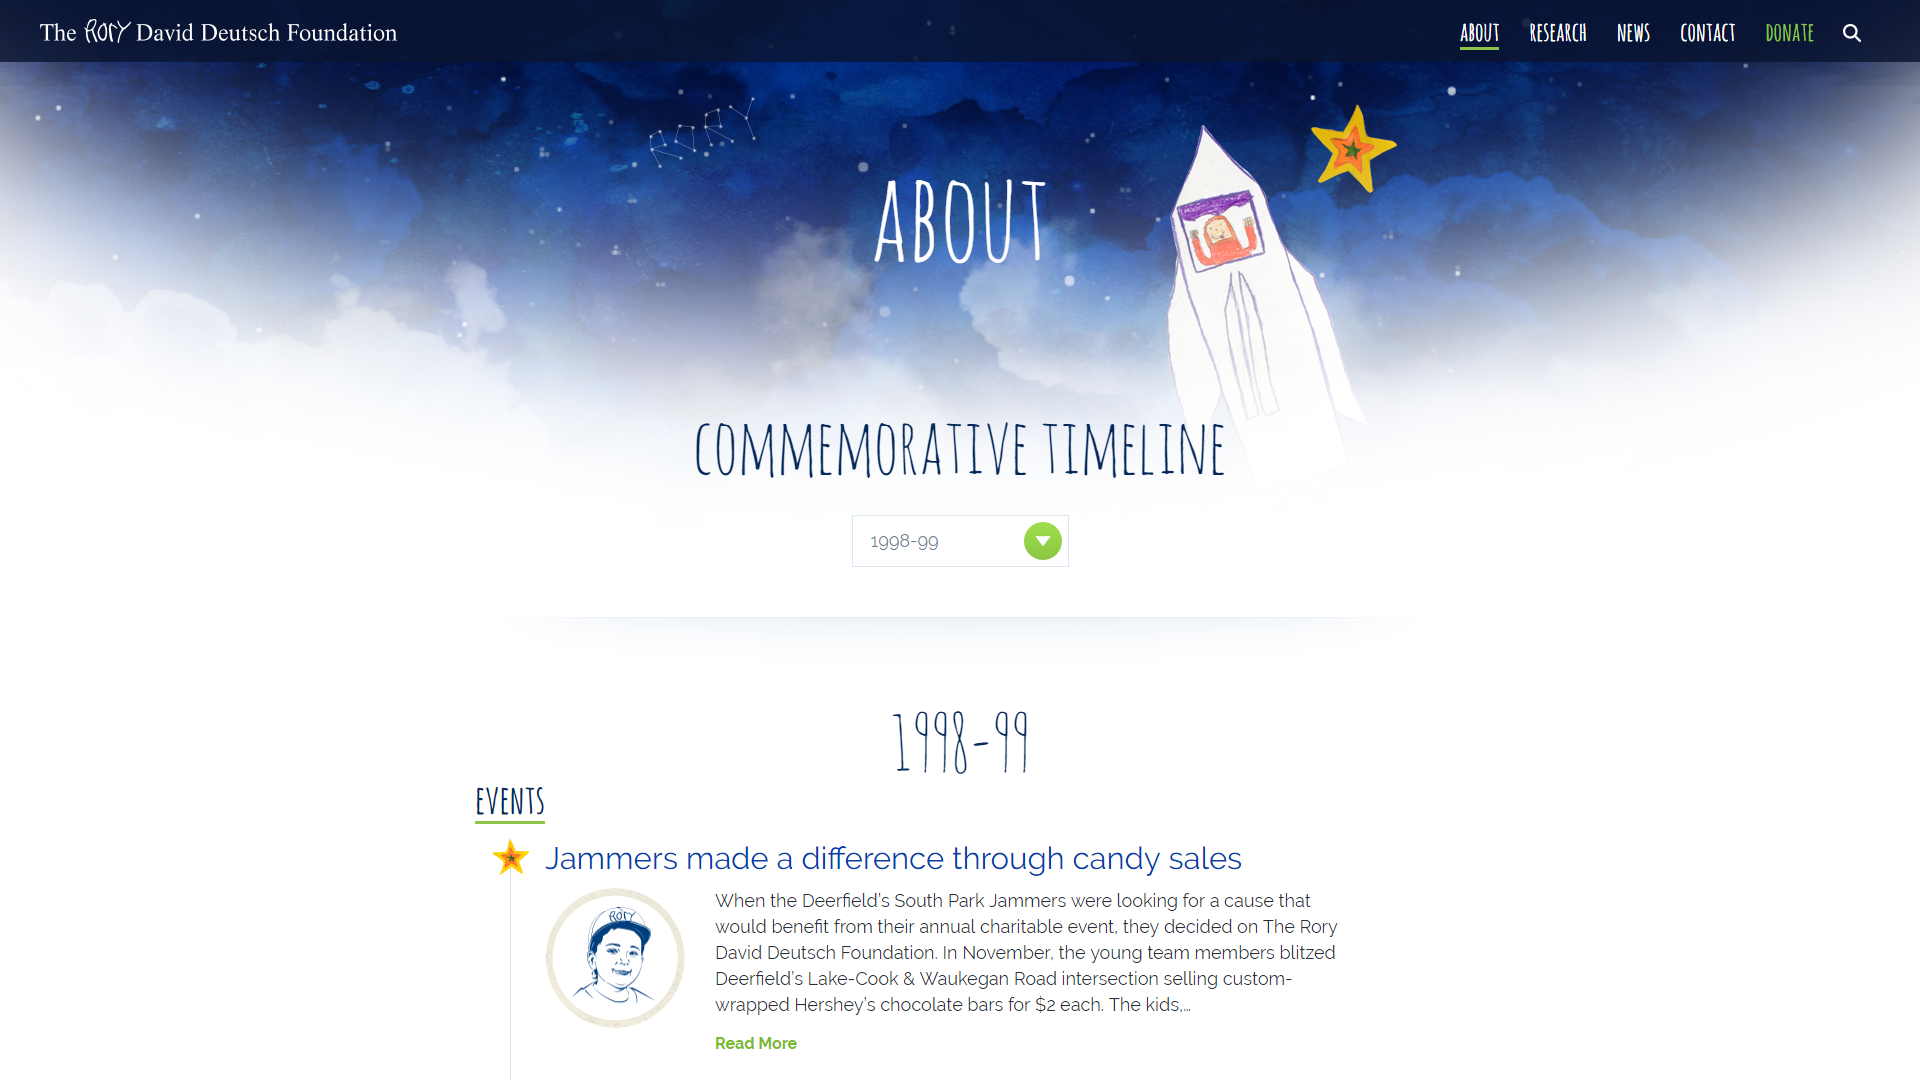 The Rory David Deutsch Foundation
ABOUT
RESEARCH
NEWS
CONTACT
DONATE
RORY
ABOUT
COMMEMORATIVE TIMELINE
1998-99
1998-99
EVENTS
Jammers made a difference through candy sales
Rory
When the Deerfield's South Park Jammers were looking for a cause that
would benefit from their annual charitable event, they decided on The Rory
David Deutsch Foundation. In November, the young team members blitzed
Deerfield's Lake-Cook & Waukegan Road intersection selling custom-
wrapped Hershey's chocolate bars for $2 each. The kids,…
Read More